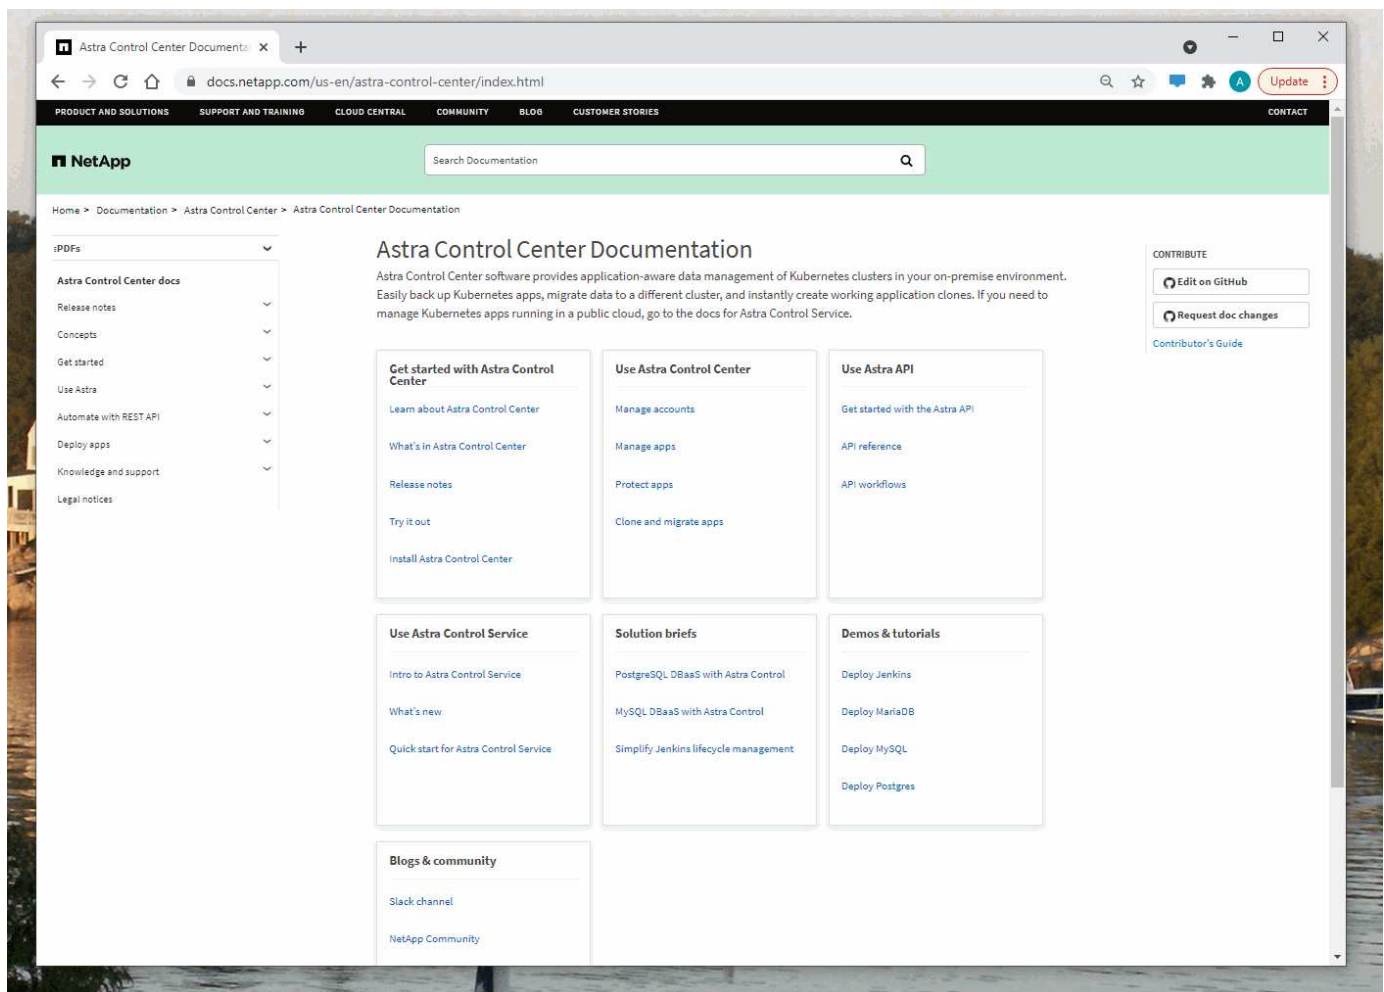 Astra Control Center Documenta
docs.netapp.com/us-en/astra-control-center/index.html
A
Update
PRODUCT AND SOLUTIONS SUPPORT AND TRAINING CLOUD CENTRAL COMMUNITY BLOG CUSTOMER STORIES CONTACT
NetApp
Search Documentation
Home > Documentation > Astra Control Center > Astra Control Center Documentation
:PDFs
Astra Control Center docs
Release notes
Concepts
Get started
Use Astra
Automate with REST API
Deploy apps
Knowledge and support
Legal notices
Astra Control Center Documentation
Astra Control Center software provides application-aware data management of Kubernetes clusters in your on-premise environment.
Easily back up Kubernetes apps, migrate data to a different cluster, and instantly create working application clones. If you need to
manage Kubernetes apps running in a public cloud, go to the docs for Astra Control Service.
CONTRIBUTE
Edit on GitHub
Request doc changes
Contributor's Guide
Get started with Astra Control
Center
Learn about Astra Control Center
What's in Astra Control Center
Release notes
Try it out
Install Astra Control Center
Use Astra Control Center
Manage accounts
Manage apps
Protect apps
Clone and migrate apps
Use Astra API
Get started with the Astra API
API reference
API workflows
Use Astra Control Service
Intro to Astra Control Service
What's new
Quick start for Astra Control Service
Solution briefs
PostgreSQL DBaaS with Astra Control
MySQL DBaaS with Astra Control
Simplify Jenkins lifecycle management
Demos & tutorials
Deploy Jenkins
Deploy MariaDB
Deploy MySQL
Deploy Postgres
Blogs & community
Slack channel
NetApp Community